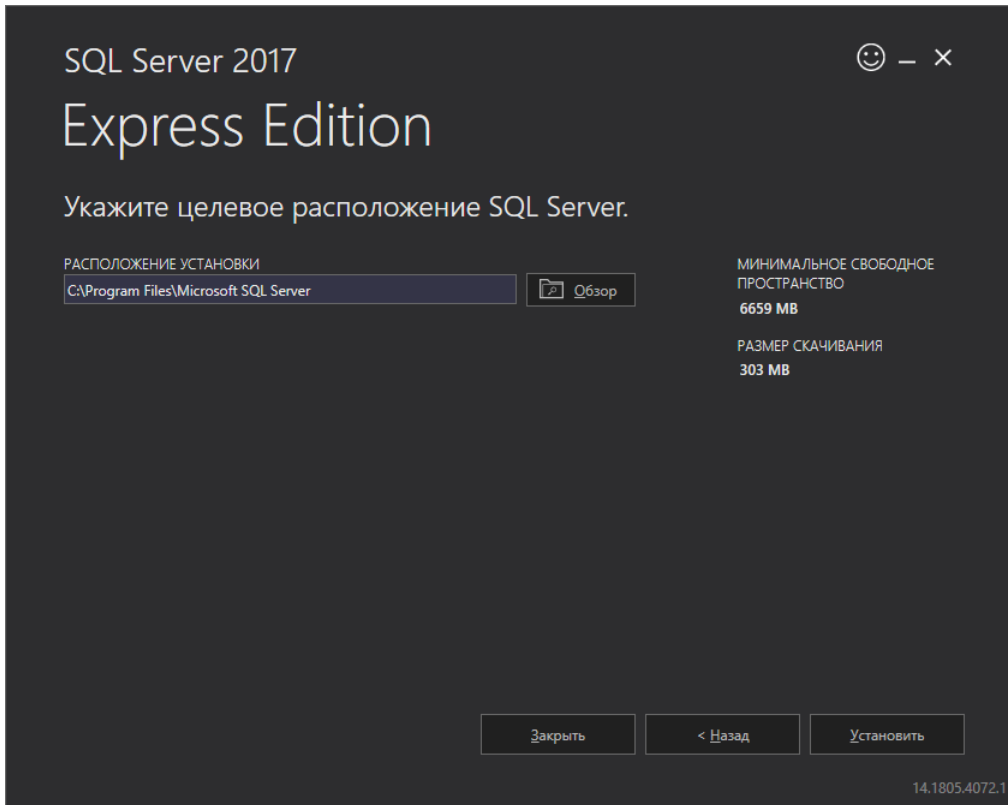 SQL Server 2017
Express Edition
Укажите целевое расположение SQL Server.
РАСПОЛОЖЕНИЕ УСТАНОВКИ
C:\Program Files\Microsoft SQL Server
Обзор
МИНИМАЛЬНОЕ СВОБОДНОЕ
ПРОСТРАНСТВО
6659 MB
РАЗМЕР СКАЧИВАНИЯ
303 MB
Закрыть
< Назад
Установить
14.1805.4072.1